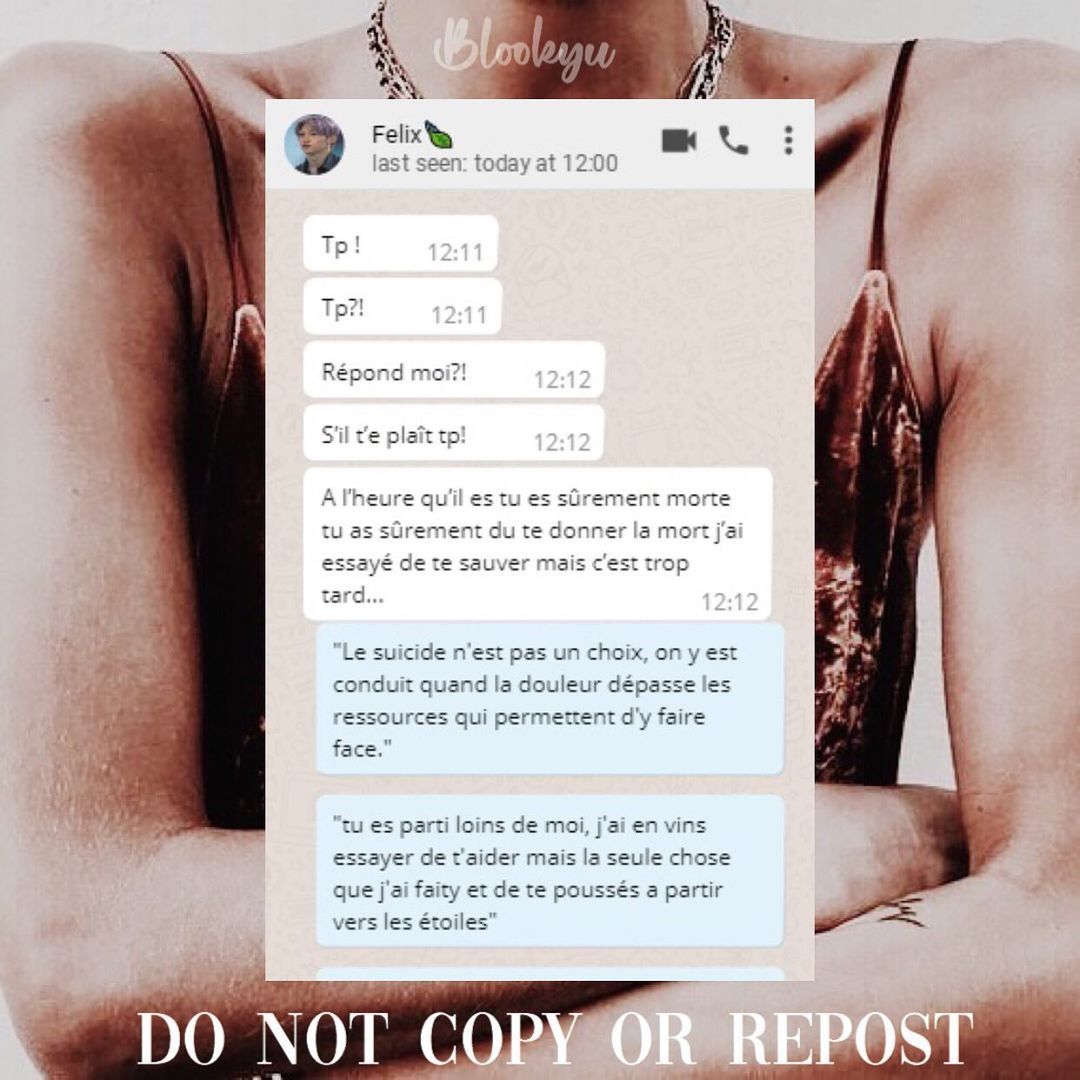 Blookyu
Felix
last seen: today at 12:00
Tp !
12:11
Tp?!
12:11
Répond moi?!
12:12
S'il t'e plaît tp!
12:12
A l'heure qu'il es tu es sûrement morte
tu as sûrement du te donner la mort j'ai
essayé de te sauver mais c'est trop
tard...
12:12
"Le suicide n'est pas un choix, on y est
conduit quand la douleur dépasse les
ressources qui permettent d'y faire
face."
"tu es parti loins de moi, j'ai en vins
essayer de t'aider mais la seule chose
que j'ai faity et de te poussés a partir
vers les étoiles"
DO NOT COPY OR REPOST